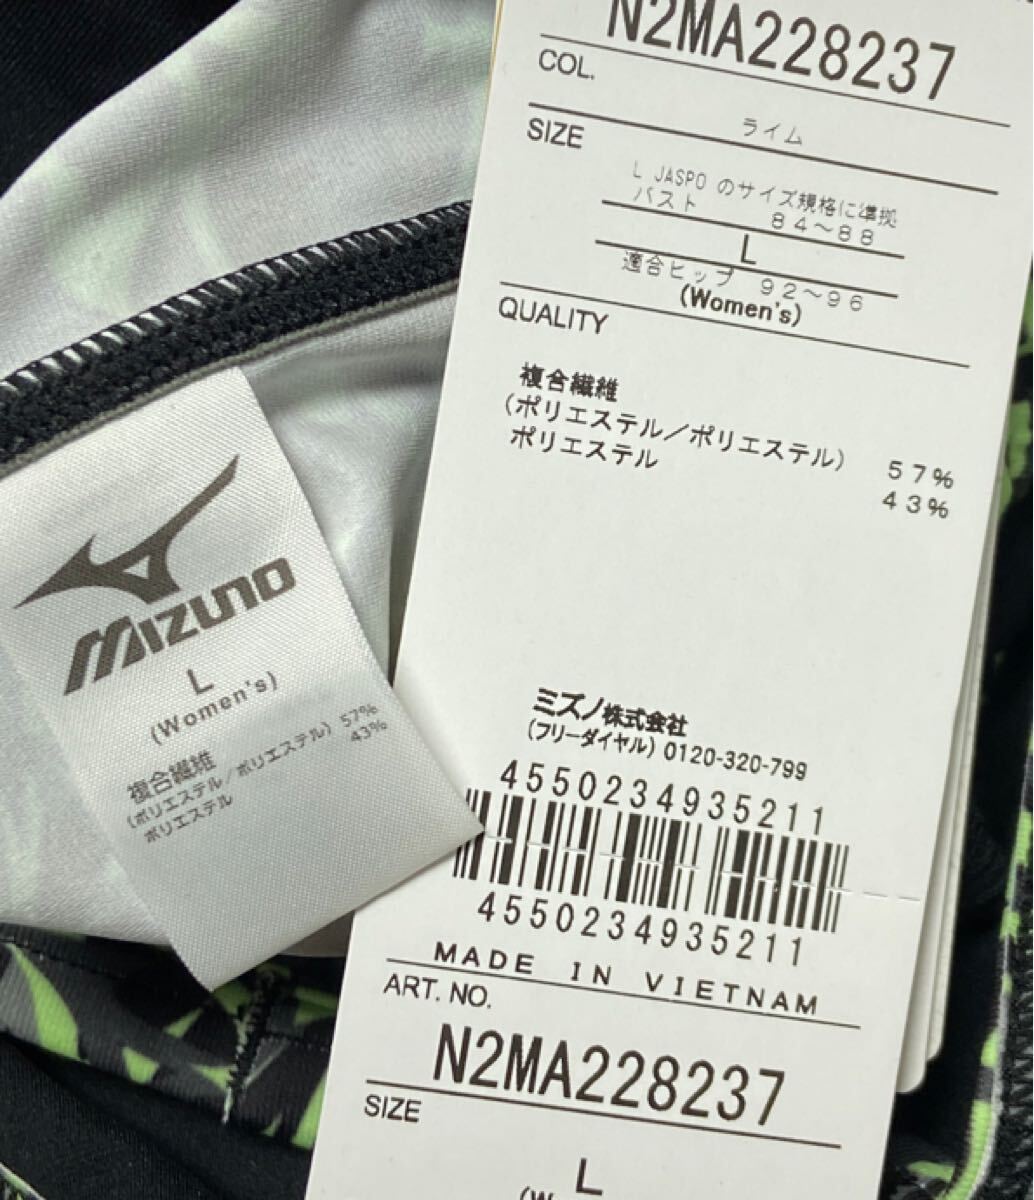 N2MA228237
COL.
ライム
SIZE
L JASPO のサイズ規格に準拠
バスト 84～88
L
適合ヒップ 92～96
(Women's)
QUALITY
複合繊維
(ポリエステル／ポリエステル) 57%
ポリエステル 43%
ミズノ株式会社
(フリーダイヤル) 0120-320-799
4550234935211
4550234935211
MADE IN VIETNAM
ART. NO.
N2MA228237
SIZE
L
(W
MIZUNO
L
(Women's)
複合繊維
(ポリエステル/ポリエステル) 57%
ポリエステル 43%